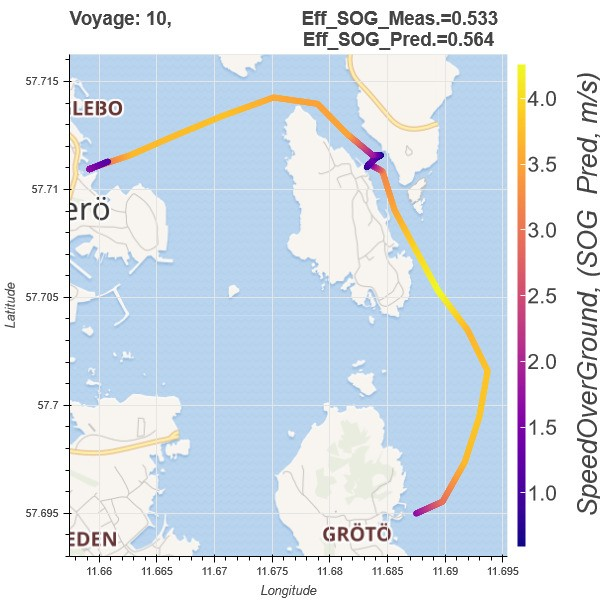 Voyage: 10, Eff_SOG_Meas.=0.533
Eff_SOG_Pred.=0.564
57.715
57.71
57.705
57.7
57.695
Latitude
LEBO
erö
EDEN
GRÖTÖ
11.66 11.665 11.67 11.675 11.68 11.685 11.69 11.695
Longitude
4.0
3.5
3.0
2.5
2.0
1.5
1.0
SpeedOverGround, (SOG Pred, m/s)